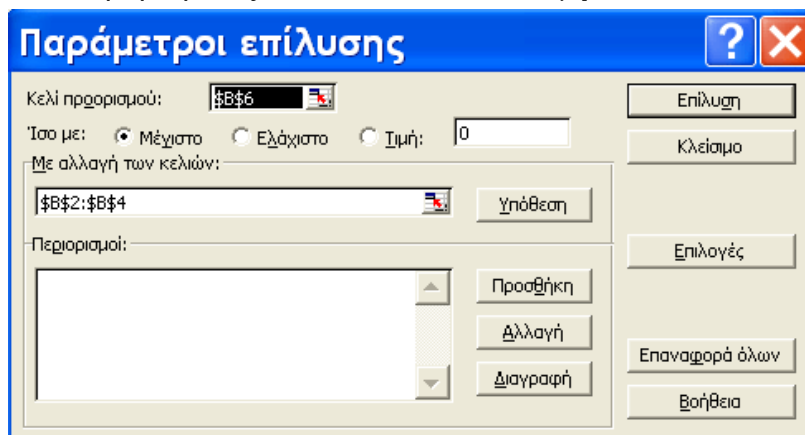 Παράμετροι επίλυσης
Κελί προορισμού: $B$6 Επίλυση
Ίσο με: Μέγιστο Ελάχιστο Τιμή: 0 Κλείσιμο
Με αλλαγή των κελιών:
$B$2:$B$4 Υπόθεση
Περιορισμοί: Επιλογές
Προσθήκη
Αλλαγή
Επαναφορά όλων
Διαγραφή
Βοήθεια